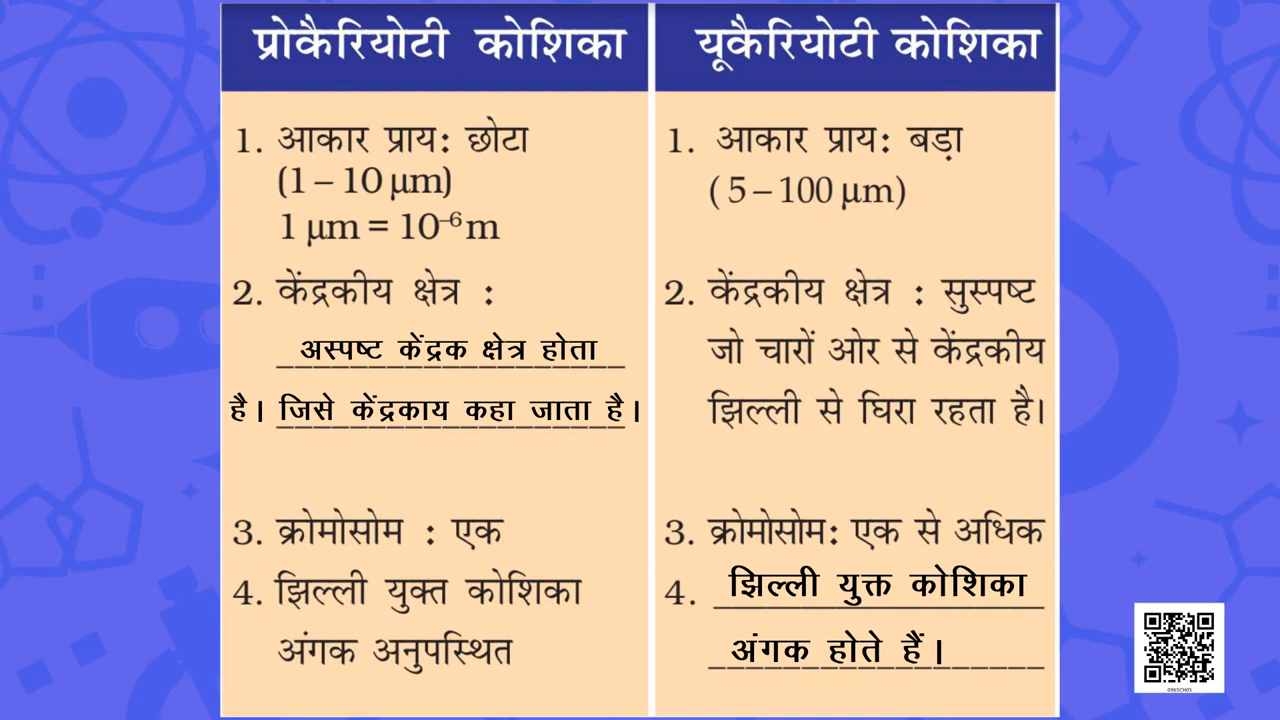 प्रोकैरियोटी कोशिका
1. आकार प्राय: छोटा
(1 – 10 µm)
1 µm = 10⁻⁶ m
2. केंद्रकीय क्षेत्र :
अस्पष्ट केंद्रक क्षेत्र होता
है। जिसे केंद्रकाय कहा जाता है।
3. क्रोमोसोम : एक
4. झिल्ली युक्त कोशिका
अंगक अनुपस्थित
यूकैरियोटी कोशिका
1. आकार प्राय: बड़ा
( 5 – 100 µm)
2. केंद्रकीय क्षेत्र : सुस्पष्ट
जो चारों ओर से केंद्रकीय
झिल्ली से घिरा रहता है।
3. क्रोमोसोम: एक से अधिक
4. झिल्ली युक्त कोशिका
अंगक होते हैं।
0965CH05